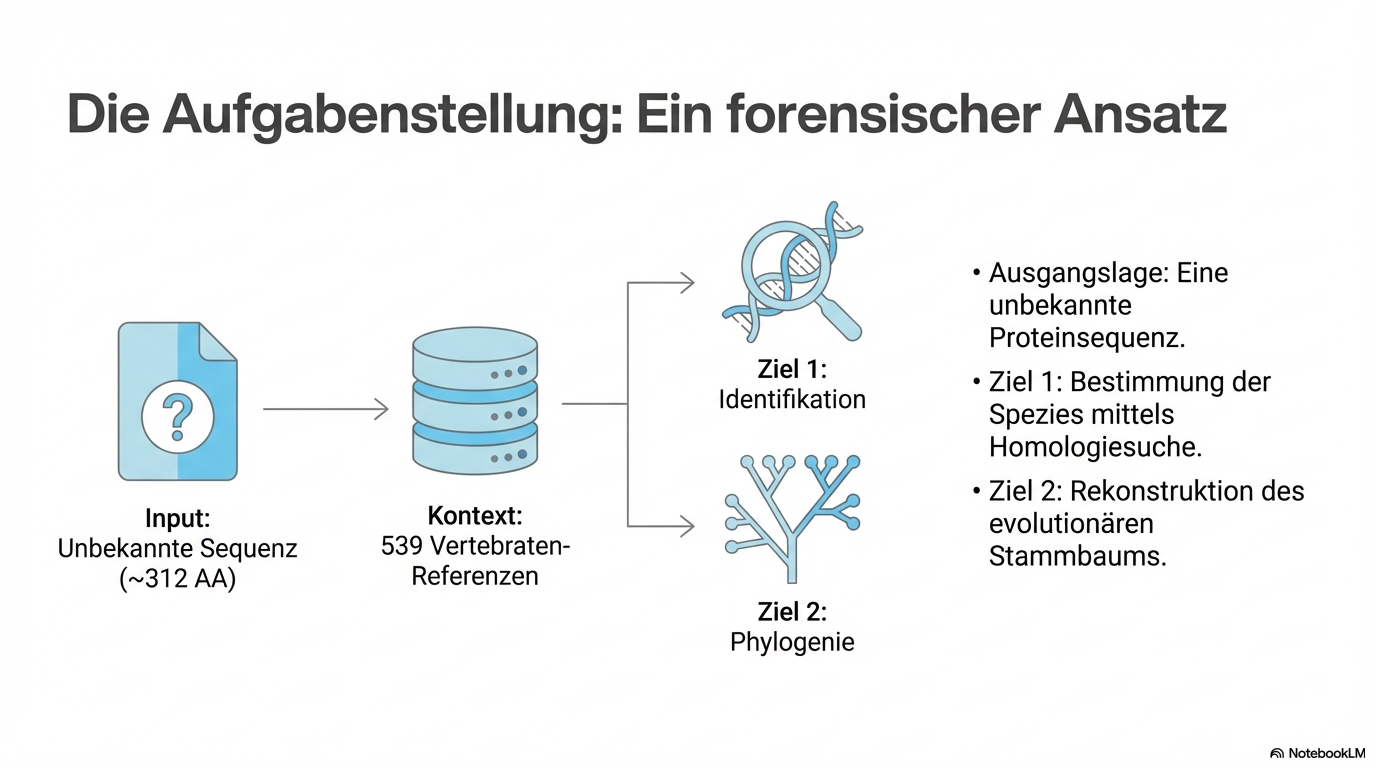 Die Aufgabenstellung: Ein forensischer Ansatz
?
Input:
Unbekannte Sequenz
(~312 AA)
Kontext:
539 Vertebraten-
Referenzen
Ziel 1:
Identifikation
Ziel 2:
Phylogenie
• Ausgangslage: Eine
unbekannte
Proteinsequenz.
• Ziel 1: Bestimmung der
Spezies mittels
Homologiesuche.
• Ziel 2: Rekonstruktion des
evolutionären
Stammbaums.
NotebookLM